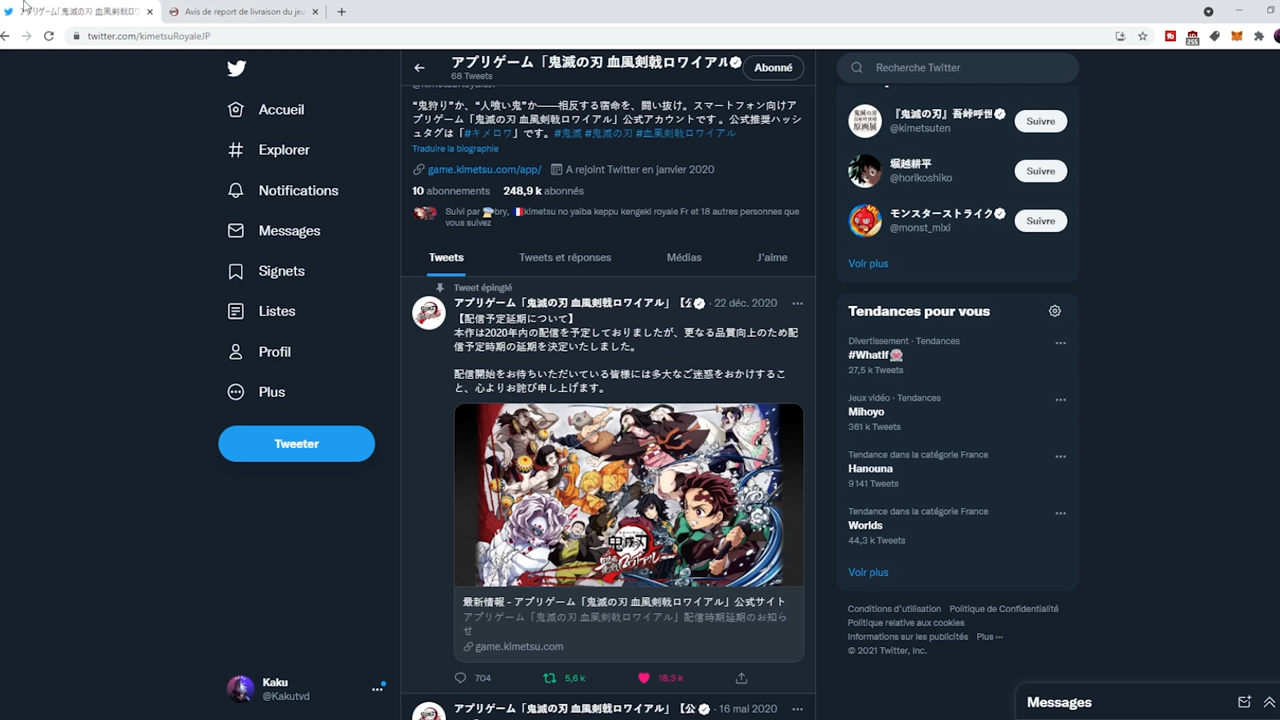 アプリゲーム「鬼滅の刃 血風剣戟ロワ
Avis de report de livraison du jeu
twitter.com/kimetsuRoyaleJP
255
Accueil
Explorer
Notifications
Messages
Signets
Listes
Profil
Plus
Tweeter
Kaku
@Kakutvd
アプリゲーム「鬼滅の刃 血風剣戟ロワイアル
68 Tweets
Abonné
"鬼狩り"か、"人喰い鬼"か――相反する宿命を、闘い抜け。スマートフォン向けア
プリゲーム「鬼滅の刃 血風剣戟ロワイアル」公式アカウントです。公式推奨ハッシ
ュタグは「#キメロワ」です。#鬼滅 #鬼滅の刃 #血風剣戟ロワイアル
Traduire la biographie
game.kimetsu.com/app/ A rejoint Twitter en janvier 2020
10 abonnements 248,9 k abonnés
Suivi par bry, kimetsu no yaiba keppu kengeki royale Fr et 18 autres personnes que
vous suivez
Tweets Tweets et réponses Médias J'aime
Tweet épinglé
アプリゲーム「鬼滅の刃 血風剣戟ロワイアル」【公 · 22 déc. 2020
【配信予定延期について】
本作は2020年内の配信を予定しておりましたが、更なる品質向上のため配
信予定時期の延期を決定いたしました。
配信開始をお待ちいただいている皆様には多大なご迷惑をおかけするこ
と、心よりお詫び申し上げます。
鬼滅の刃
最新情報 - アプリゲーム「鬼滅の刃 血風剣戟ロワイアル」公式サイト
アプリゲーム「鬼滅の刃 血風剣戟ロワイアル」配信時期延期のお知ら
せ
game.kimetsu.com
704 5,6 k 18,3 k
アプリゲーム「鬼滅の刃 血風剣戟ロワイアル」【公 · 16 mai 2020
Recherche Twitter
『鬼滅の刃』吾峠呼世
@kimetsuten
Suivre
堀越耕平
@horikoshiko
Suivre
モンスターストライク
@monst_mixi
Suivre
Voir plus
Tendances pour vous
Divertissement · Tendances
#WhatIf
27,5 k Tweets
Jeux vidéo · Tendances
Mihoyo
361 k Tweets
Tendance dans la catégorie France
Hanouna
9 141 Tweets
Tendance dans la catégorie France
Worlds
44,3 k Tweets
Voir plus
Conditions d'utilisation Politique de Confidentialité
Politique relative aux cookies
Informations sur les publicités Plus ···
© 2021 Twitter, Inc.
Messages